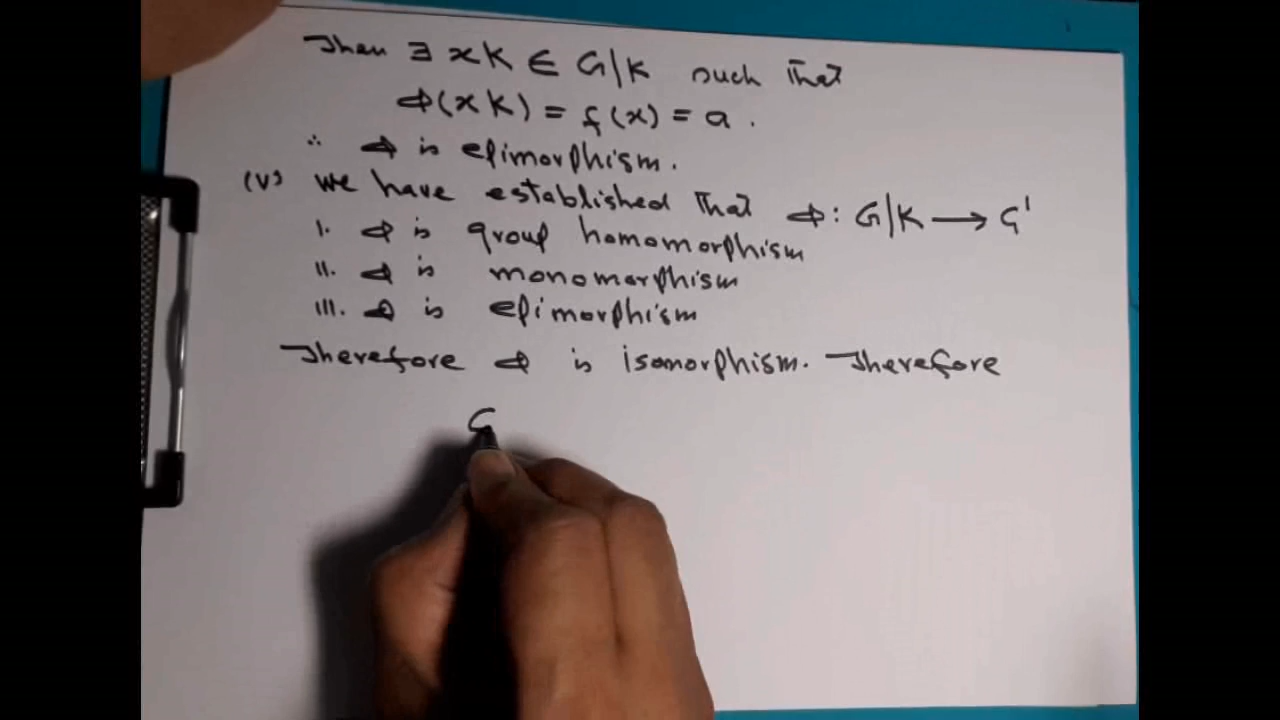 Then ∃ xK ∈ G/K such that
Φ(xK) = f(x) = a.
∴ Φ is epimorphism.
(v) We have established that Φ: G/K ⟶ G'
I. Φ is group homomorphism
II. Φ is monomorphism
III. Φ is epimorphism
Therefore Φ is isomorphism. Therefore
G